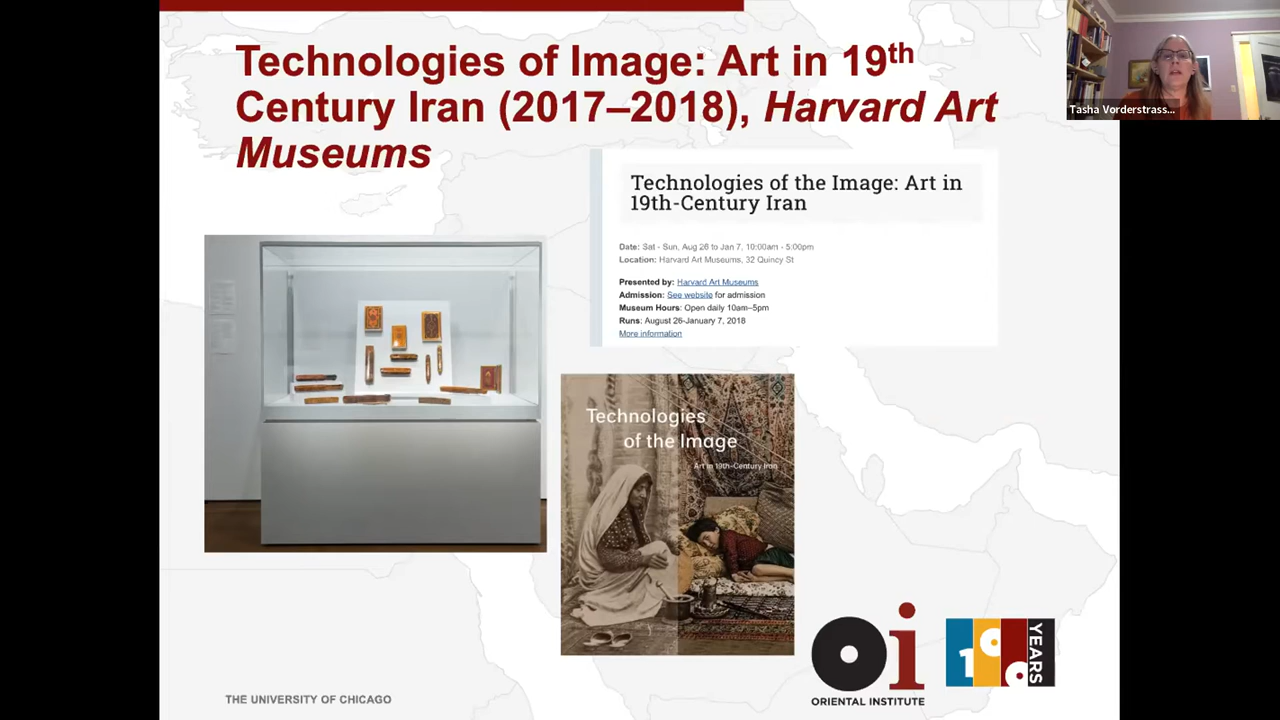 Technologies of Image: Art in 19th
Century Iran (2017–2018), Harvard Art
Museums
Tasha Vorderstrass...
Technologies of the Image: Art in
19th-Century Iran
Date: Sat - Sun, Aug 26 to Jan 7, 10:00am - 5:00pm
Location: Harvard Art Museums, 32 Quincy St
Presented by: Harvard Art Museums
Admission: See website for admission
Museum Hours: Open daily 10am–5pm
Runs: August 26-January 7, 2018
More information
Technologies
of the Image
Art in 19th-Century Iran
oi
ORIENTAL INSTITUTE
100
YEARS
THE UNIVERSITY OF CHICAGO